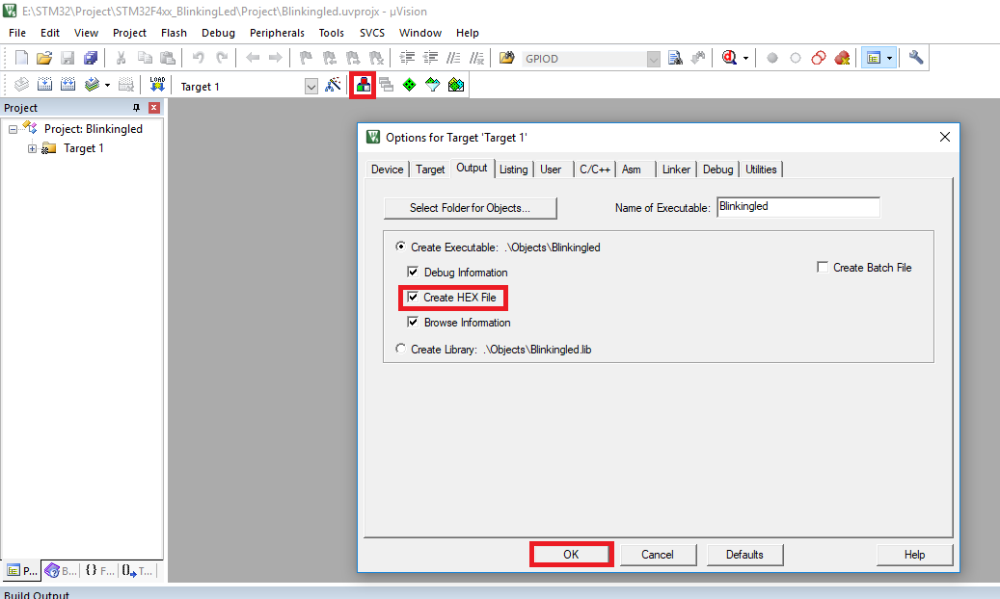 E:\STM32\Project\STM32F4xx_BlinkingLed\Project\Blinkingled.uvprojx - µVision
File Edit View Project Flash Debug Peripherals Tools SVCS Window Help
GPIOD
LOAD Target 1
Project
Project: Blinkingled
Target 1
Options for Target 'Target 1'
Device Target Output Listing User C/C++ Asm Linker Debug Utilities
Select Folder for Objects... Name of Executable: Blinkingled
Create Executable: .\Objects\Blinkingled
Debug Information Create Batch File
Create HEX File
Browse Information
Create Library: .\Objects\Blinkingled.lib
OK Cancel Defaults Help
P... B... {} F... 0 T...
Build Output